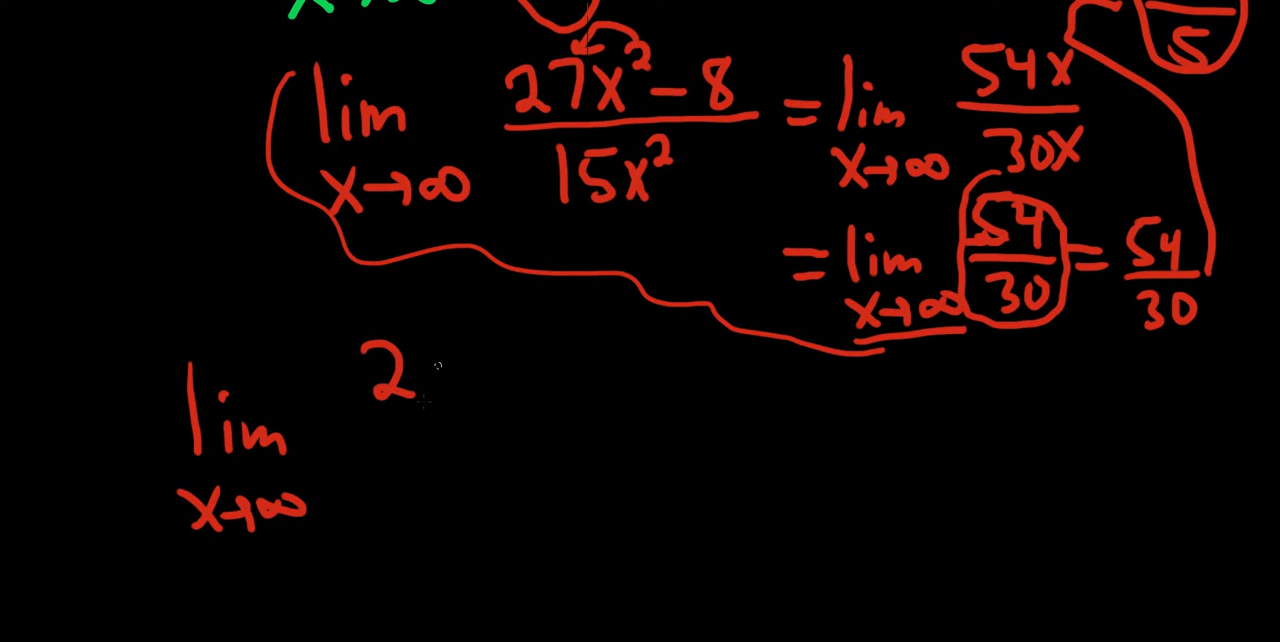 x→∞
5
lim 27x² - 8 / 15x² = lim 54x / 30x
x→∞ x→∞
= lim 54/30 = 54/30
x→∞
lim 2
x→∞